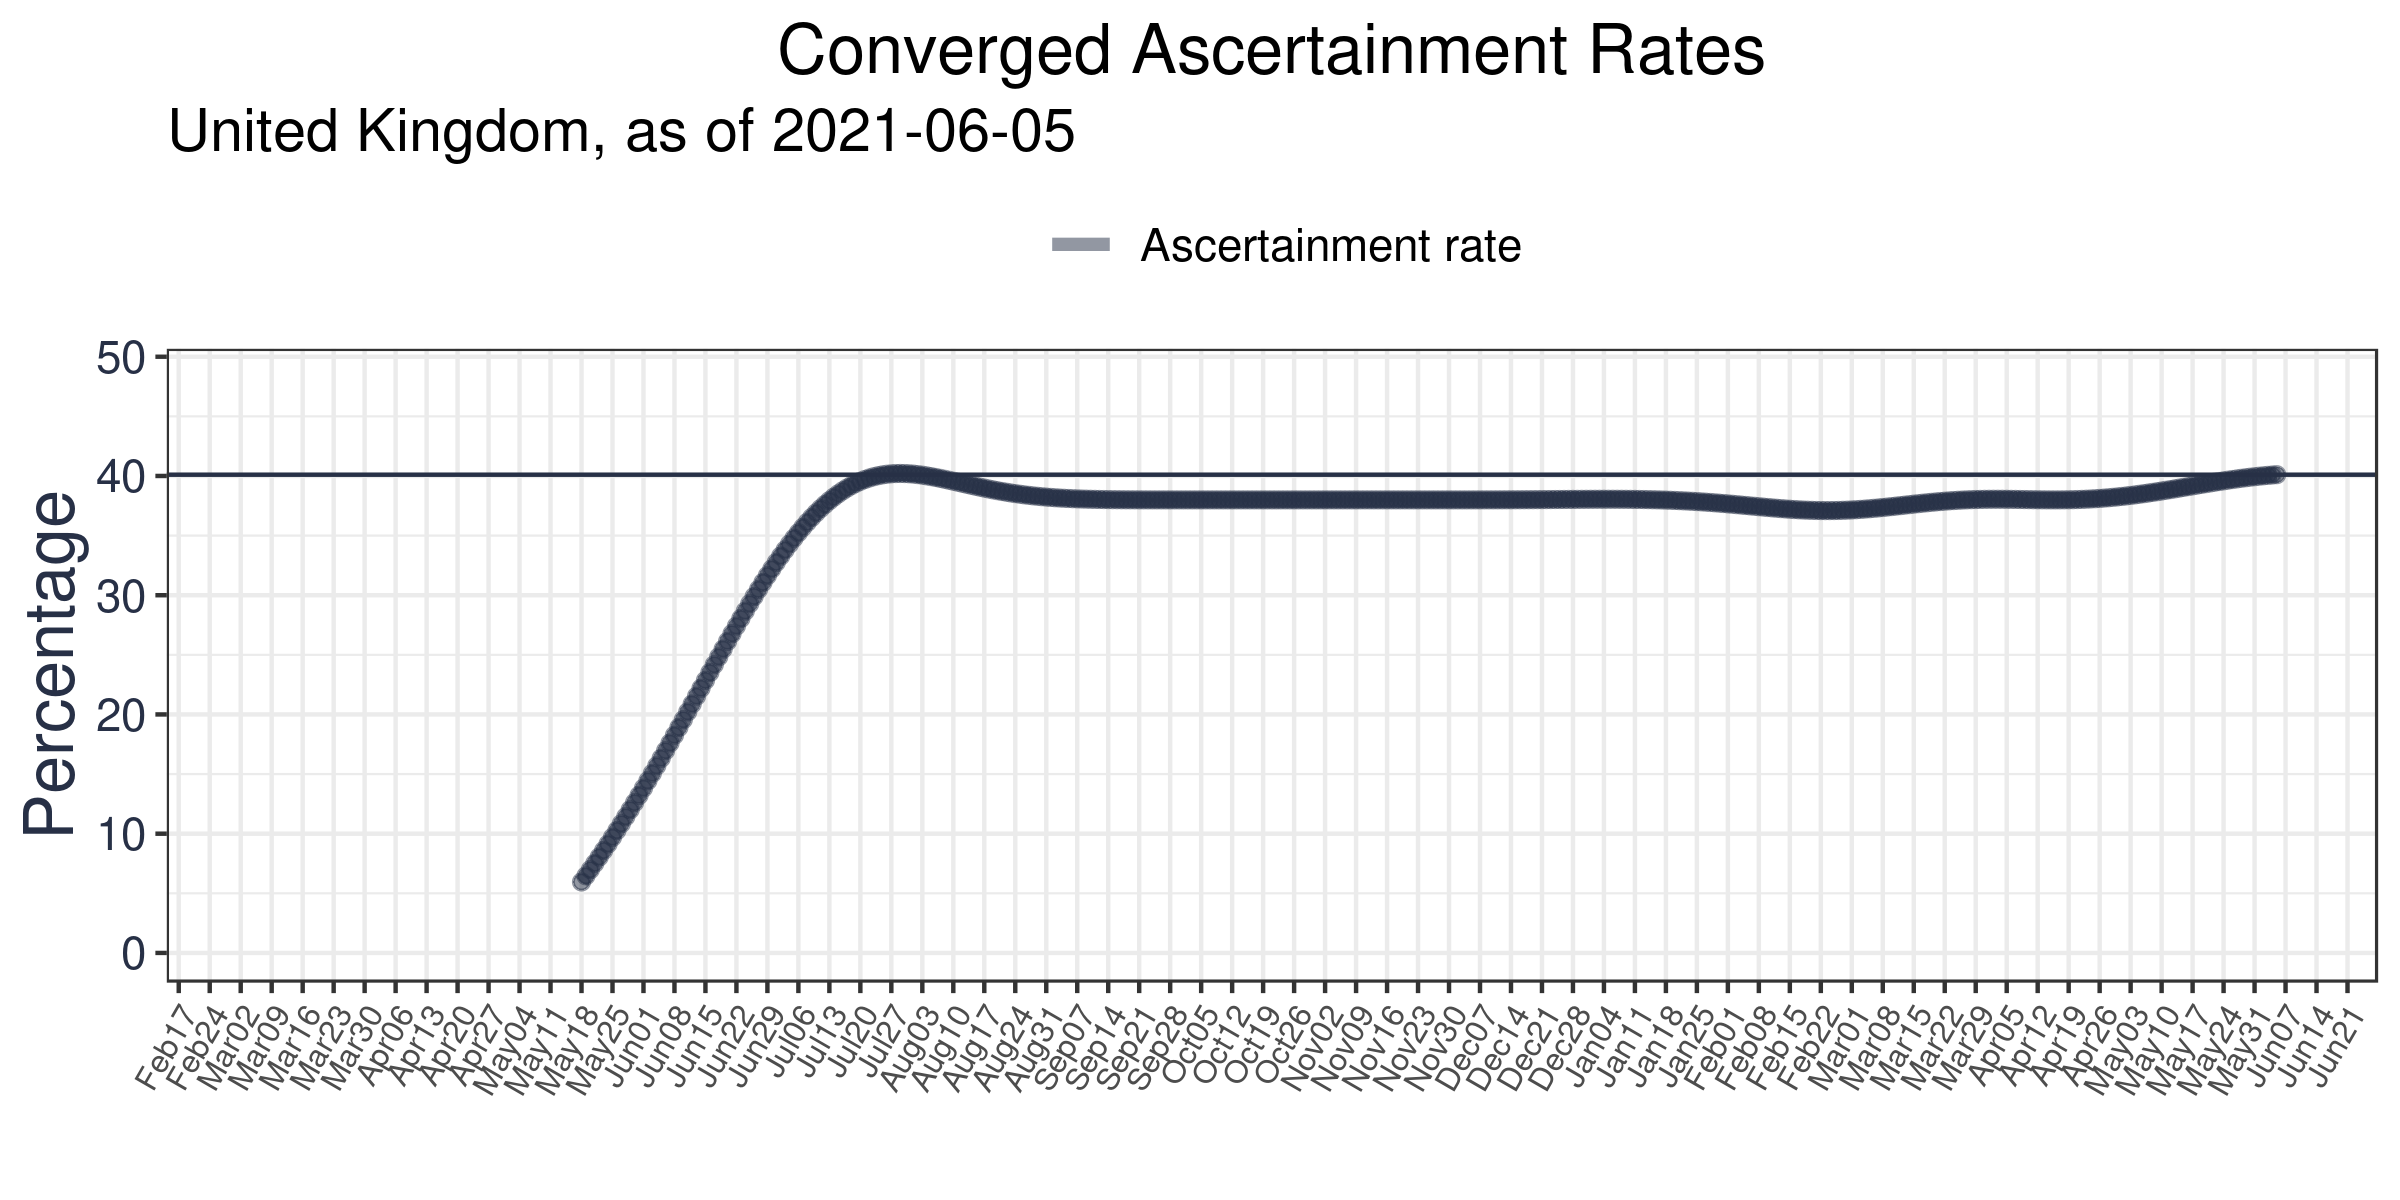 Converged Ascertainment Rates
United Kingdom, as of 2021-06-05
Ascertainment rate
Percentage
50
40
30
20
10
0
Feb17
Feb24
Mar02
Mar09
Mar16
Mar23
Mar30
Apr06
Apr13
Apr20
Apr27
May04
May11
May18
May25
Jun01
Jun08
Jun15
Jun22
Jun29
Jul06
Jul13
Jul20
Jul27
Aug03
Aug10
Aug17
Aug24
Aug31
Sep07
Sep14
Sep21
Sep28
Oct05
Oct12
Oct19
Oct26
Nov02
Nov09
Nov16
Nov23
Nov30
Dec07
Dec14
Dec21
Dec28
Jan04
Jan11
Jan18
Jan25
Feb01
Feb08
Feb15
Feb22
Mar01
Mar08
Mar15
Mar22
Mar29
Apr05
Apr12
Apr19
Apr26
May03
May10
May17
May24
May31
Jun07
Jun14
Jun21